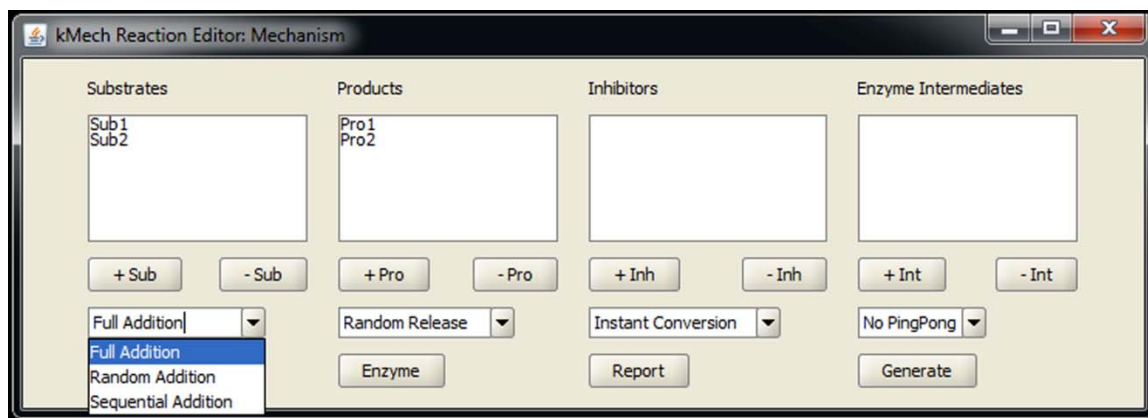 kMech Reaction Editor: Mechanism
Substrates Products Inhibitors Enzyme Intermediates
Sub1 Pro1
Sub2 Pro2
+ Sub - Sub + Pro - Pro + Inh - Inh + Int - Int
Full Addition Random Release Instant Conversion No PingPong
Full Addition
Random Addition
Sequential Addition
Enzyme Report Generate